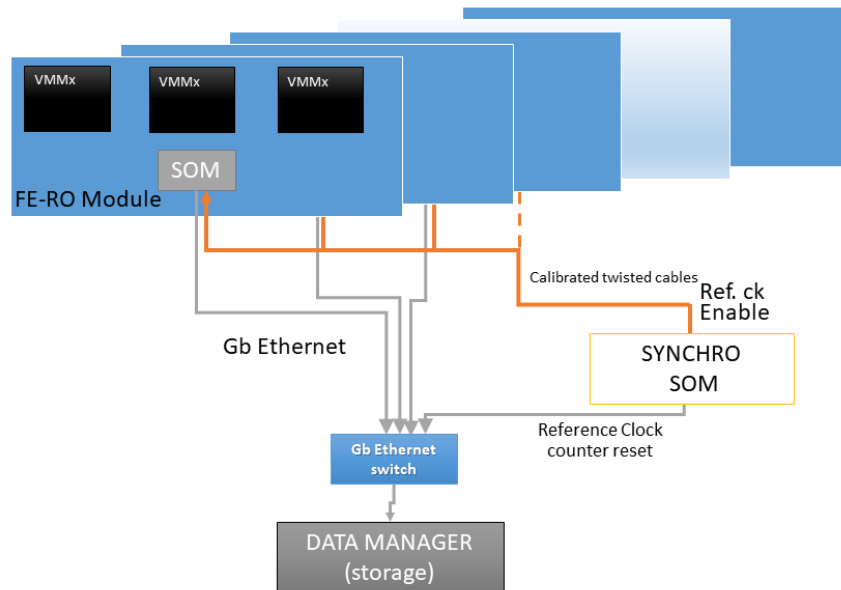 VMMx
VMMx
VMMx
SOM
FE-RO Module
Calibrated twisted cables
Ref. ck
Enable
Gb Ethernet
SYNCHRO
SOM
Reference Clock
counter reset
Gb Ethernet
switch
DATA MANAGER
(storage)